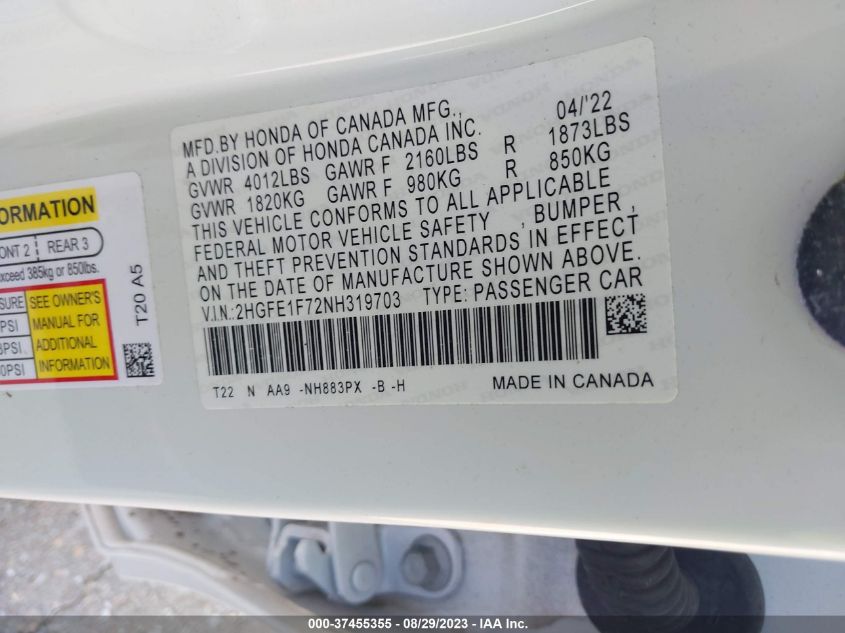 MFD.BY HONDA OF CANADA MFG., 04/'22
A DIVISION OF HONDA CANADA INC.
GVWR 4012LBS GAWR F 2160LBS R 1873LBS
GVWR 1820KG GAWR F 980KG R 850KG
THIS VEHICLE CONFORMS TO ALL APPLICABLE
FEDERAL MOTOR VEHICLE SAFETY , BUMPER ,
AND THEFT PREVENTION STANDARDS IN EFFECT
ON THE DATE OF MANUFACTURE SHOWN ABOVE.
V.I.N.:2HGFE1F72NH319703 TYPE: PASSENGER CAR
T22 N AA9 -NH883PX -B -H MADE IN CANADA
ORMATION
ONT 2 REAR 3
xceed 385kg or 850lbs.
SURE SEE OWNER'S
PSI MANUAL FOR
PSI ADDITIONAL
0PSI INFORMATION
T20 A5
000-37455355 - 08/29/2023 - IAA Inc.